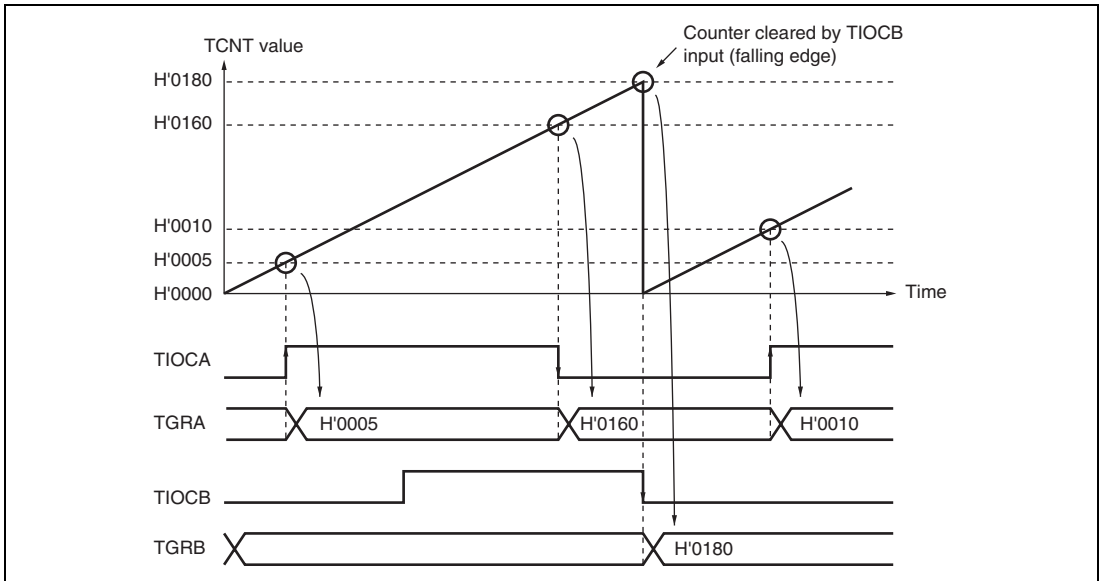 Counter cleared by TIOCB
input (falling edge)
TCNT value
H'0180
H'0160
H'0010
H'0005
H'0000
Time
TIOCA
TGRA
H'0005
H'0160
H'0010
TIOCB
TGRB
H'0180